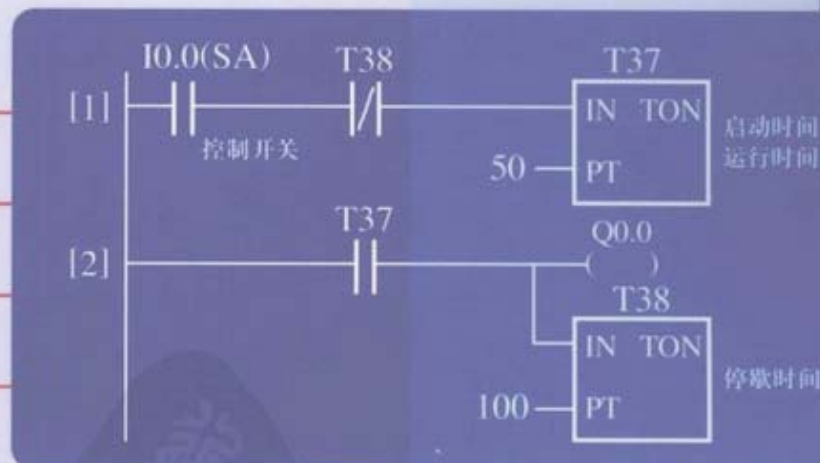 I0.0(SA) T38 T37
[1] IN TON 启动时间
控制开关 运行时间
50 PT
T37 Q0.0
[2] ( )
T38
IN TON
停歇时间
100 PT